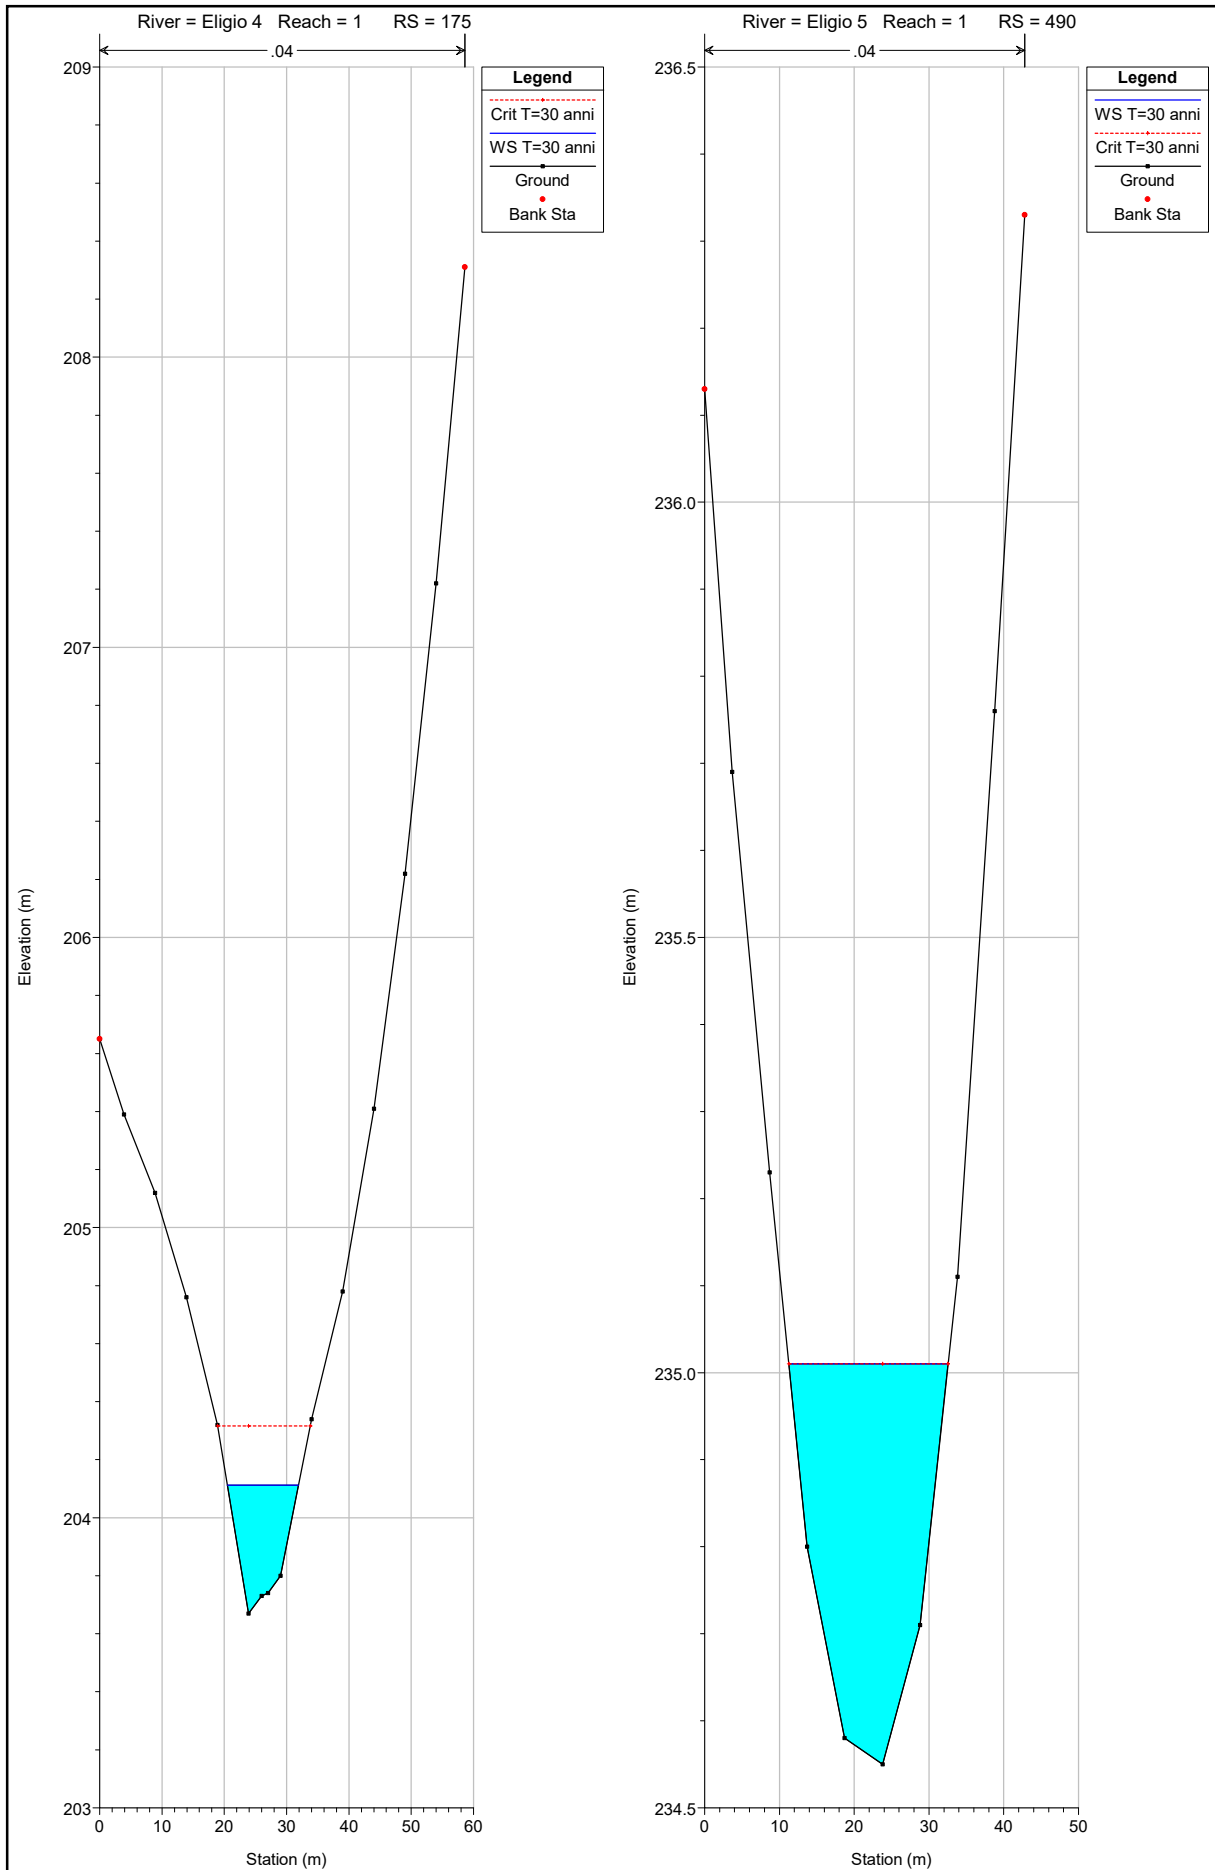 River = Eligio 4 Reach = 1 RS = 175
.04
209
208
207
206
205
204
203
Elevation (m)
0 10 20 30 40 50 60
Station (m)
Legend
Crit T=30 anni
WS T=30 anni
Ground
Bank Sta
River = Eligio 5 Reach = 1 RS = 490
.04
236.5
236.0
235.5
235.0
234.5
Elevation (m)
0 10 20 30 40 50
Station (m)
Legend
WS T=30 anni
Crit T=30 anni
Ground
Bank Sta